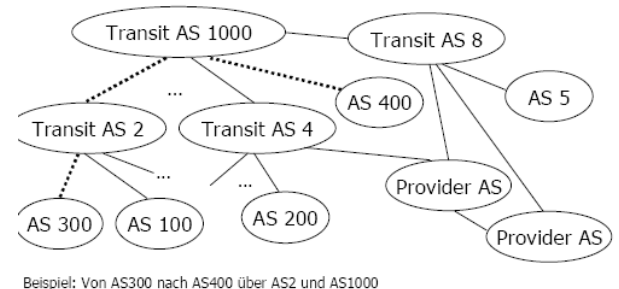 Transit AS 1000
Transit AS 8
...
AS 400
AS 5
Transit AS 2
Transit AS 4
...
...
Provider AS
AS 300
AS 100
AS 200
Provider AS
Beispiel: Von AS300 nach AS400 über AS2 und AS1000